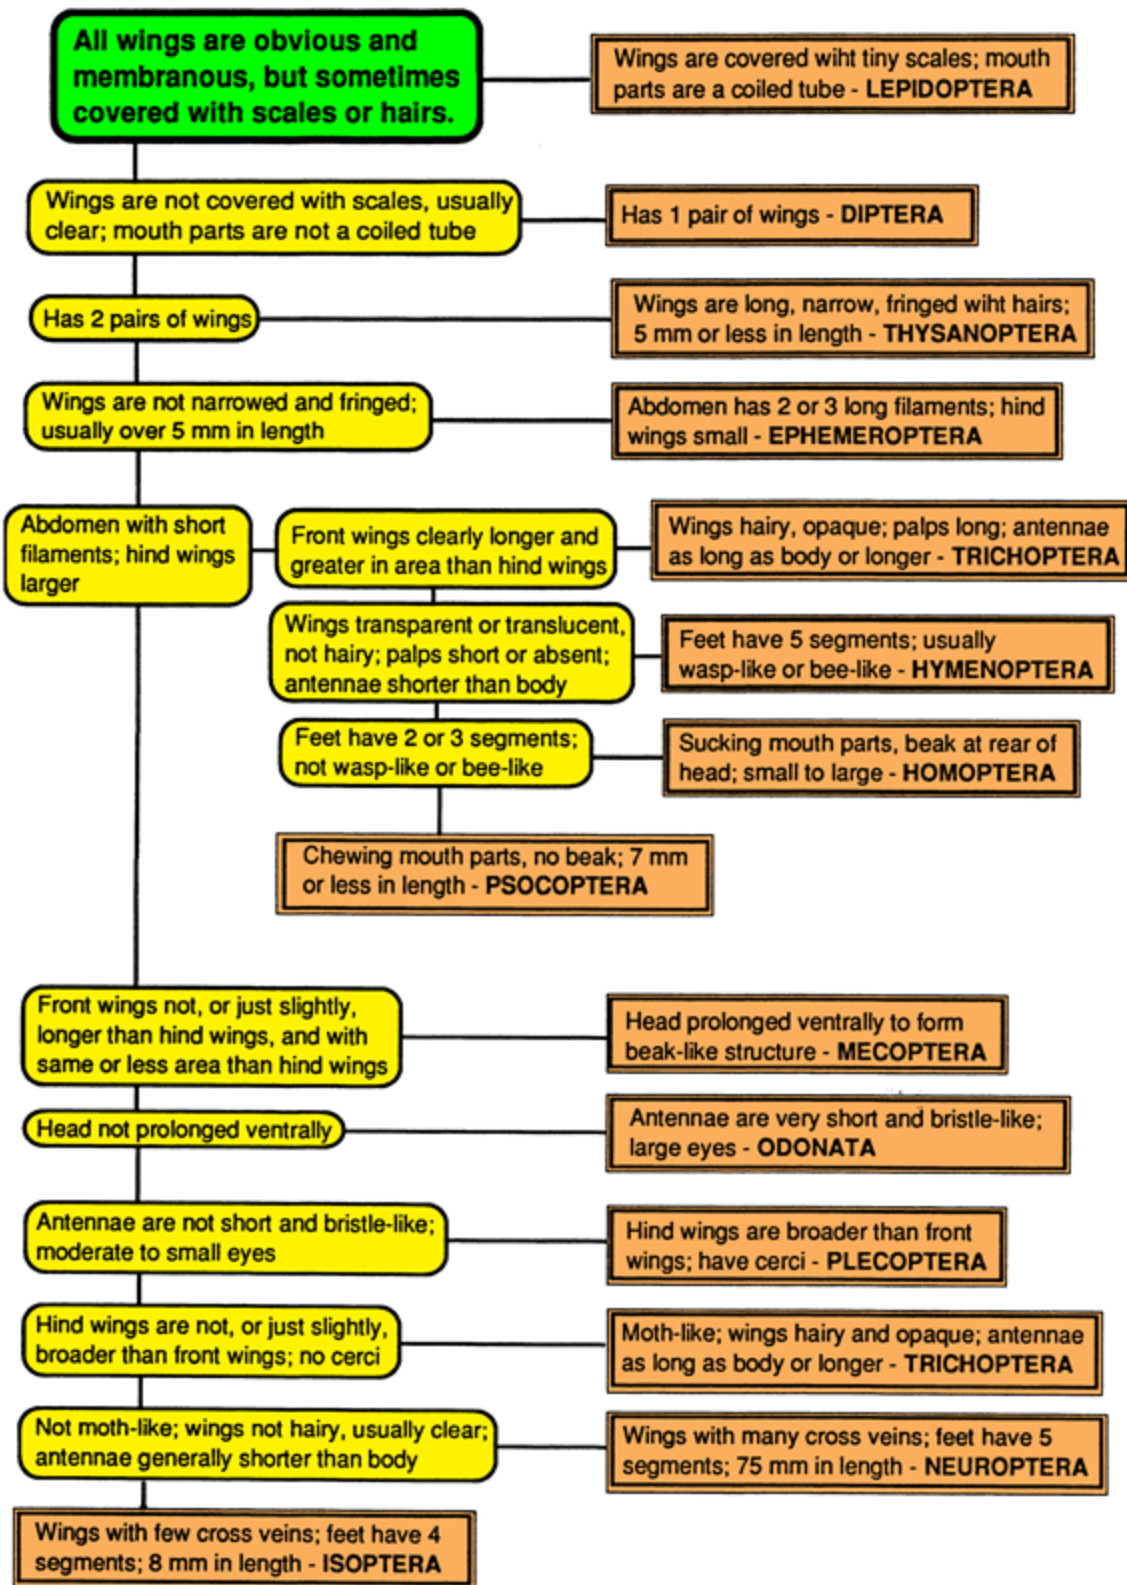 All wings are obvious and
membranous, but sometimes
covered with scales or hairs.
Wings are covered wiht tiny scales; mouth
parts are a coiled tube - LEPIDOPTERA
Wings are not covered with scales, usually
clear; mouth parts are not a coiled tube
Has 1 pair of wings - DIPTERA
Has 2 pairs of wings
Wings are long, narrow, fringed wiht hairs;
5 mm or less in length - THYSANOPTERA
Wings are not narrowed and fringed;
usually over 5 mm in length
Abdomen has 2 or 3 long filaments; hind
wings small - EPHEMEROPTERA
Abdomen with short
filaments; hind wings
larger
Front wings clearly longer and
greater in area than hind wings
Wings hairy, opaque; palps long; antennae
as long as body or longer - TRICHOPTERA
Wings transparent or translucent,
not hairy; palps short or absent;
antennae shorter than body
Feet have 5 segments; usually
wasp-like or bee-like - HYMENOPTERA
Feet have 2 or 3 segments;
not wasp-like or bee-like
Sucking mouth parts, beak at rear of
head; small to large - HOMOPTERA
Chewing mouth parts, no beak; 7 mm
or less in length - PSOCOPTERA
Front wings not, or just slightly,
longer than hind wings, and with
same or less area than hind wings
Head prolonged ventrally to form
beak-like structure - MECOPTERA
Head not prolonged ventrally
Antennae are very short and bristle-like;
large eyes - ODONATA
Antennae are not short and bristle-like;
moderate to small eyes
Hind wings are broader than front
wings; have cerci - PLECOPTERA
Hind wings are not, or just slightly,
broader than front wings; no cerci
Moth-like; wings hairy and opaque; antennae
as long as body or longer - TRICHOPTERA
Not moth-like; wings not hairy, usually clear;
antennae generally shorter than body
Wings with many cross veins; feet have 5
segments; 75 mm in length - NEUROPTERA
Wings with few cross veins; feet have 4
segments; 8 mm in length - ISOPTERA